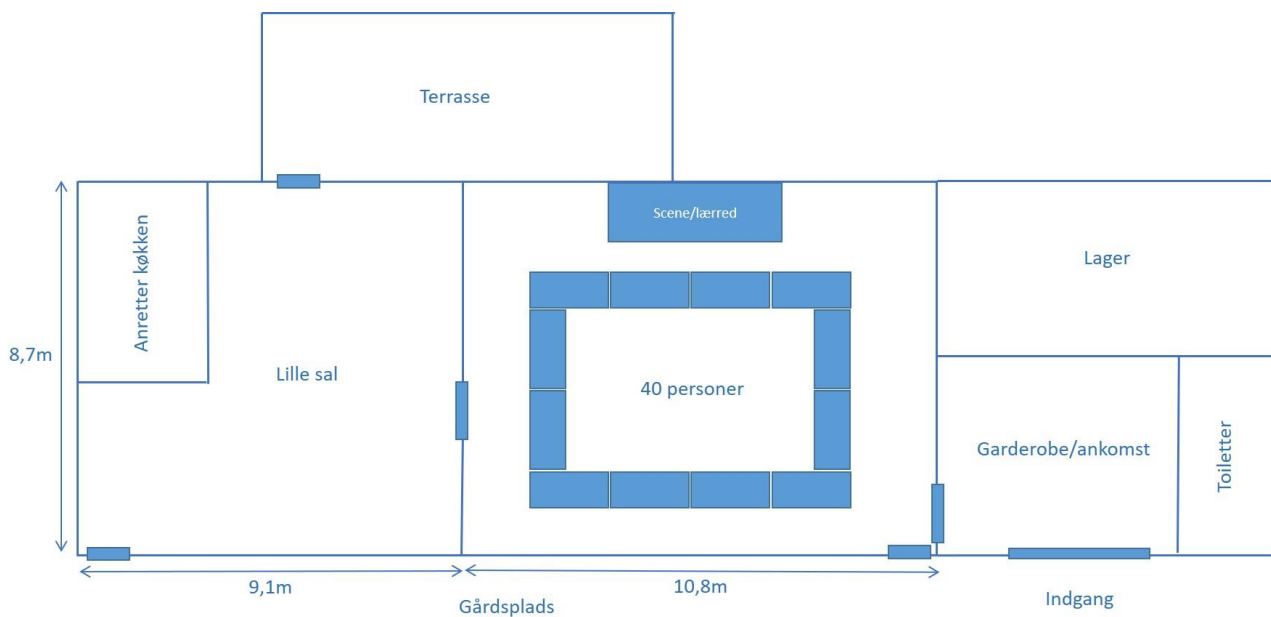 Terrasse
Scene/lærred
Anretter køkken
Lager
8,7m
Lille sal
40 personer
Garderobe/ankomst
Toiletter
9,1m
10,8m
Gårdsplads
Indgang